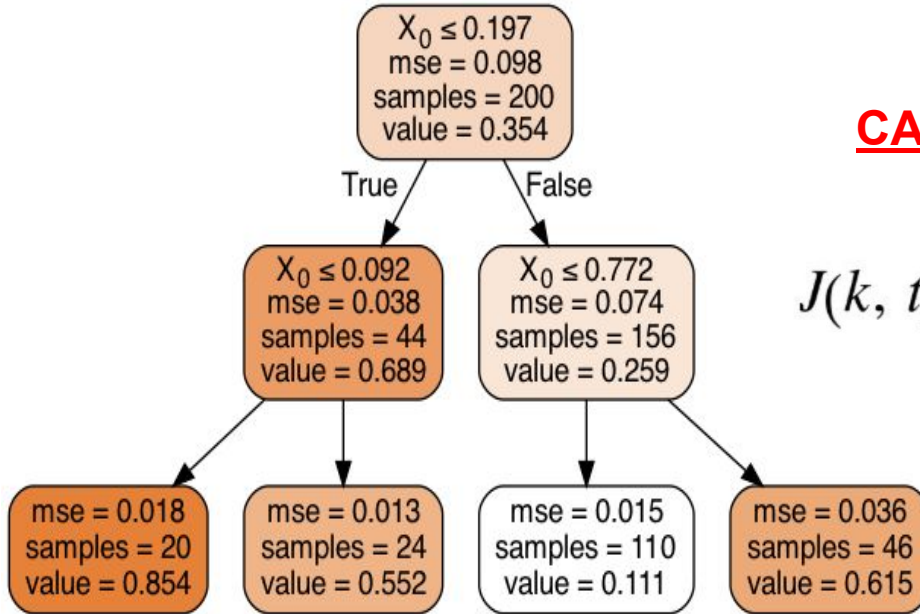 X₀ ≤ 0.197
mse = 0.098
samples = 200
value = 0.354
CA
True
False
X₀ ≤ 0.092
mse = 0.038
samples = 44
value = 0.689
X₀ ≤ 0.772
mse = 0.074
samples = 156
value = 0.259
J(k, t
mse = 0.018
samples = 20
value = 0.854
mse = 0.013
samples = 24
value = 0.552
mse = 0.015
samples = 110
value = 0.111
mse = 0.036
samples = 46
value = 0.615